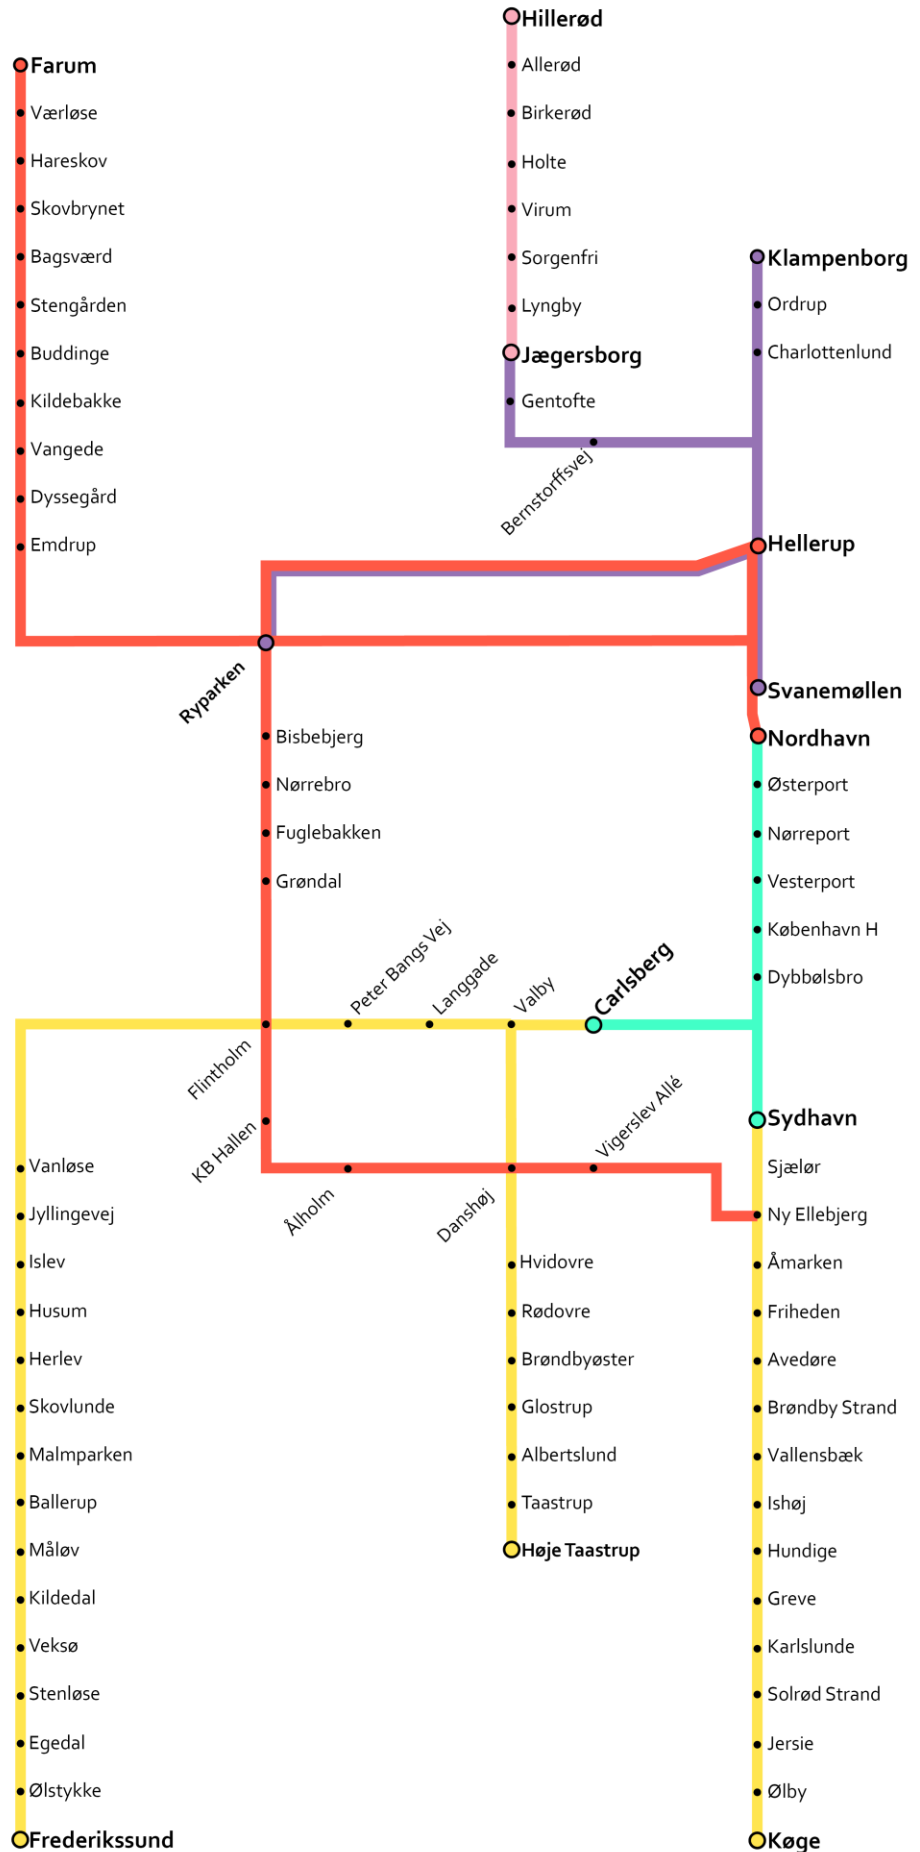 Hillerød
Allerød
Birkerød
Holte
Virum
Sorgenfri
Lyngby
Jægersborg
Gentofte
Bernstorffsvej
Farum
Værløse
Hareskov
Skovbrynet
Bagsværd
Stengården
Buddinge
Kildebakke
Vangede
Dyssegård
Emdrup
Klampenborg
Ordrup
Charlottenlund
Hellerup
Svanemøllen
Nordhavn
Østerport
Nørreport
Vesterport
København H
Dybbølsbro
Ryparken
Bisbebjerg
Nørrebro
Fuglebakken
Grøndal
Flintholm
Peter Bangs Vej
Langgade
Valby
Carlsberg
KB Hallen
Ålholm
Danshøj
Vigerslev Allé
Sydhavn
Sjælør
Ny Ellebjerg
Åmarken
Friheden
Avedøre
Brøndby Strand
Vallensbæk
Ishøj
Hundige
Greve
Karlslunde
Solrød Strand
Jersie
Ølby
Køge
Hvidovre
Rødovre
Brøndbyøster
Glostrup
Albertslund
Taastrup
Høje Taastrup
Vanløse
Jyllingevej
Islev
Husum
Herlev
Skovlunde
Malmparken
Ballerup
Måløv
Kildedal
Veksø
Stenløse
Egedal
Ølstykke
Frederikssund